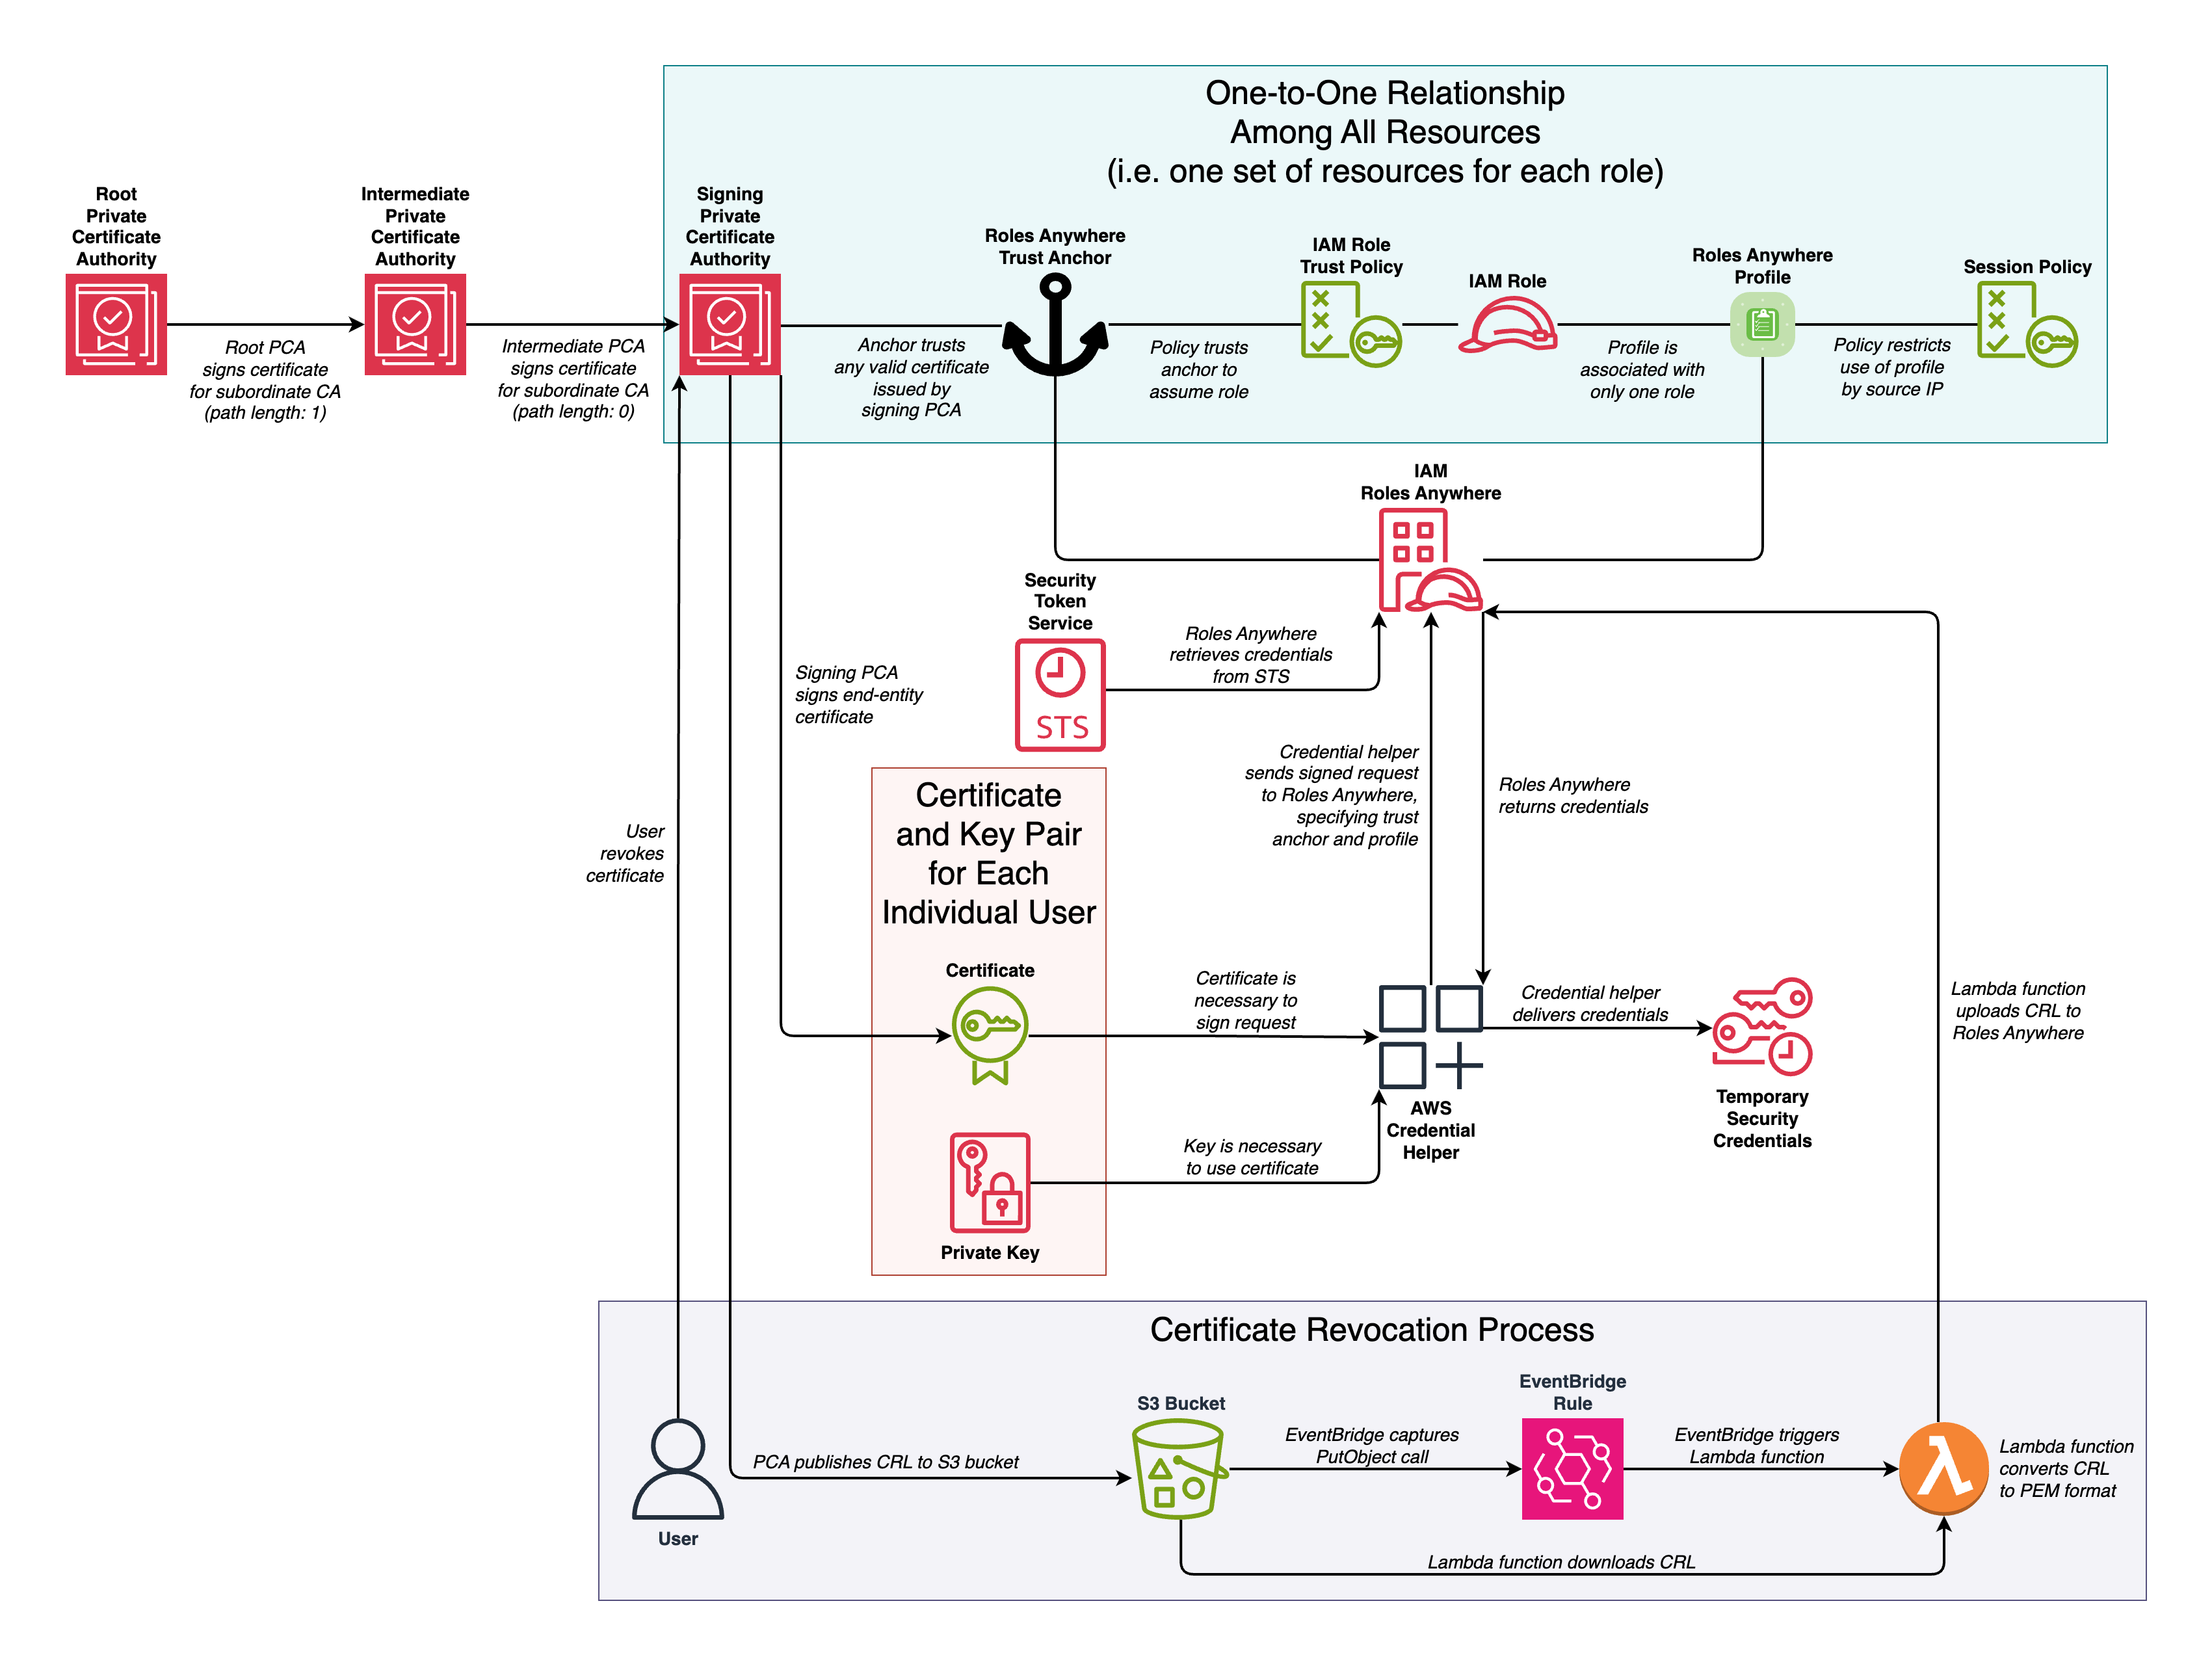 One-to-One Relationship
Among All Resources
(i.e. one set of resources for each role)
Root
Private
Certificate
Authority
Intermediate
Private
Certificate
Authority
Signing
Private
Certificate
Authority
Roles Anywhere
Trust Anchor
IAM Role
Trust Policy
IAM Role
Roles Anywhere
Profile
Session Policy
Root PCA
signs certificate
for subordinate CA
(path length: 1)
Intermediate PCA
signs certificate
for subordinate CA
(path length: 0)
Anchor trusts
any valid certificate
issued by
signing PCA
Policy trusts
anchor to
assume role
Profile is
associated with
only one role
Policy restricts
use of profile
by source IP
IAM
Roles Anywhere
Security
Token
Service
STS
Roles Anywhere
retrieves credentials
from STS
Signing PCA
signs end-entity
certificate
Credential helper
sends signed request
to Roles Anywhere,
specifying trust
anchor and profile
Roles Anywhere
returns credentials
User
revokes
certificate
Certificate
and Key Pair
for Each
Individual User
Certificate
Certificate is
necessary to
sign request
Credential helper
delivers credentials
Lambda function
uploads CRL to
Roles Anywhere
AWS
Credential
Helper
Temporary
Security
Credentials
Key is necessary
to use certificate
Private Key
Certificate Revocation Process
User
PCA publishes CRL to S3 bucket
S3 Bucket
EventBridge captures
PutObject call
EventBridge
Rule
EventBridge triggers
Lambda function
Lambda function
converts CRL
to PEM format
Lambda function downloads CRL